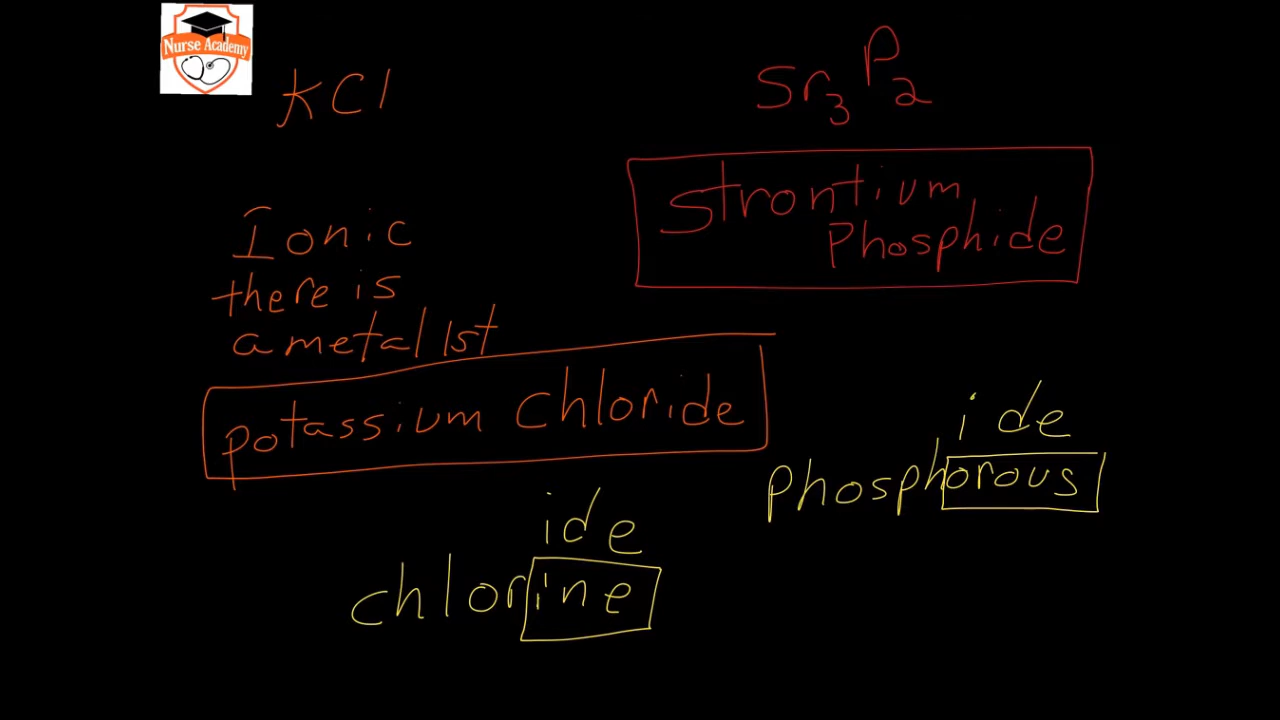 Nurse Academy
KCl
Ionic
there is
a metal 1st
potassium Chloride
ide
chlorine
Sr3P2
Strontium
Phosphide
ide
Phosphorous